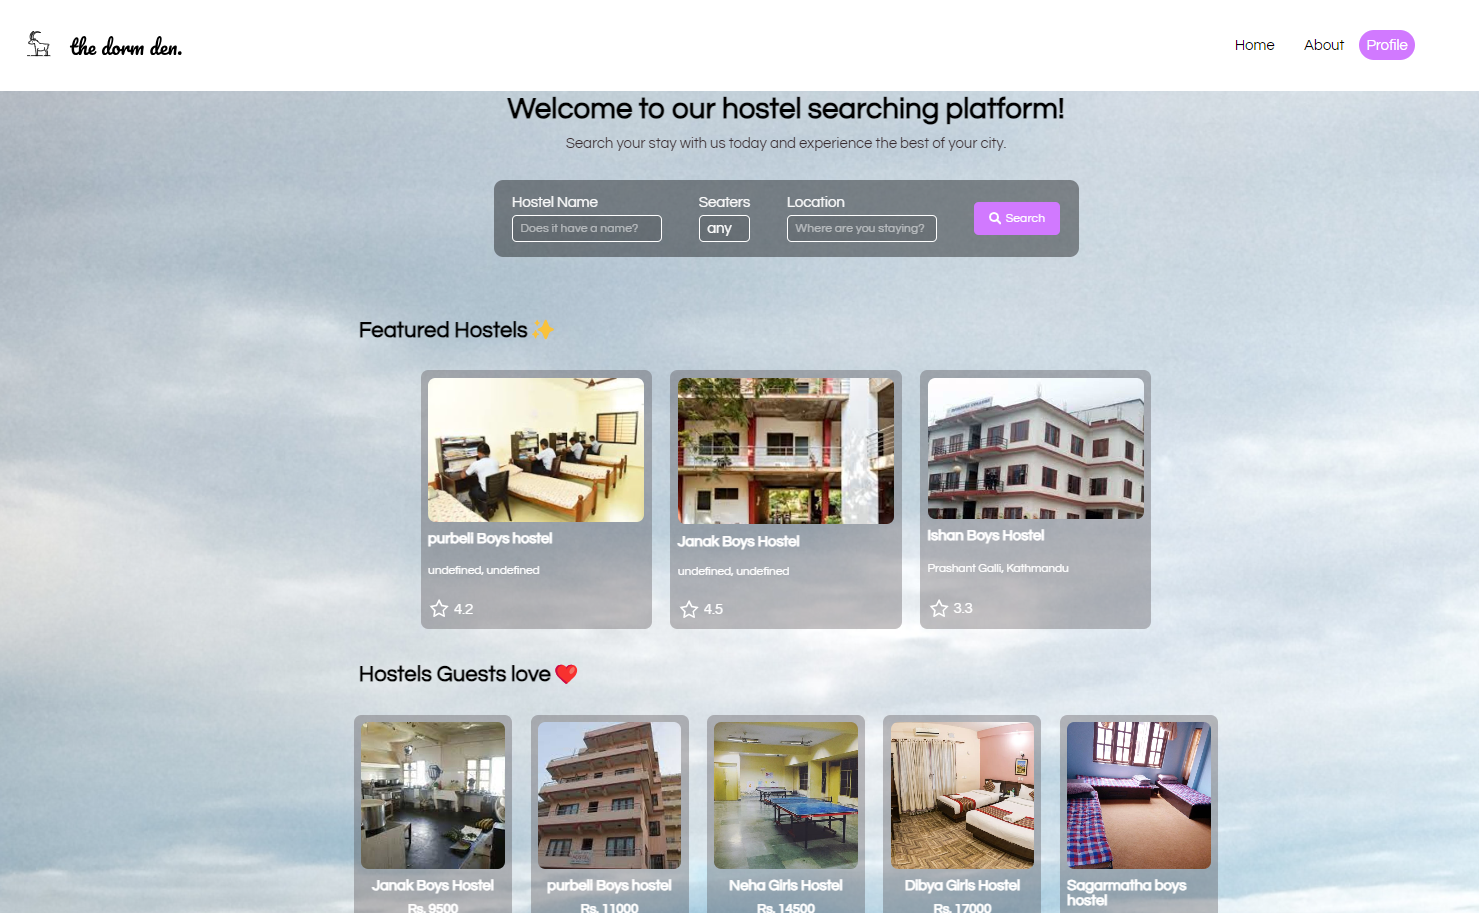 the dorm den.
Home About Profile
Welcome to our hostel searching platform!
Search your stay with us today and experience the best of your city.
Hostel Name Seaters Location
Does it have a name? any Where are you staying? Search
Featured Hostels ✨
purbeli Boys hostel
undefined, undefined
4.2
Janak Boys Hostel
undefined, undefined
4.5
Ishan Boys Hostel
Prashant Galli, Kathmandu
3.3
Hostels Guests love ❤️
Janak Boys Hostel
Rs. 9500
purbeli Boys hostel
Rs. 11000
Neha Girls Hostel
Rs. 14500
Dibya Girls Hostel
Rs. 17000
Sagarmatha boys
hostel